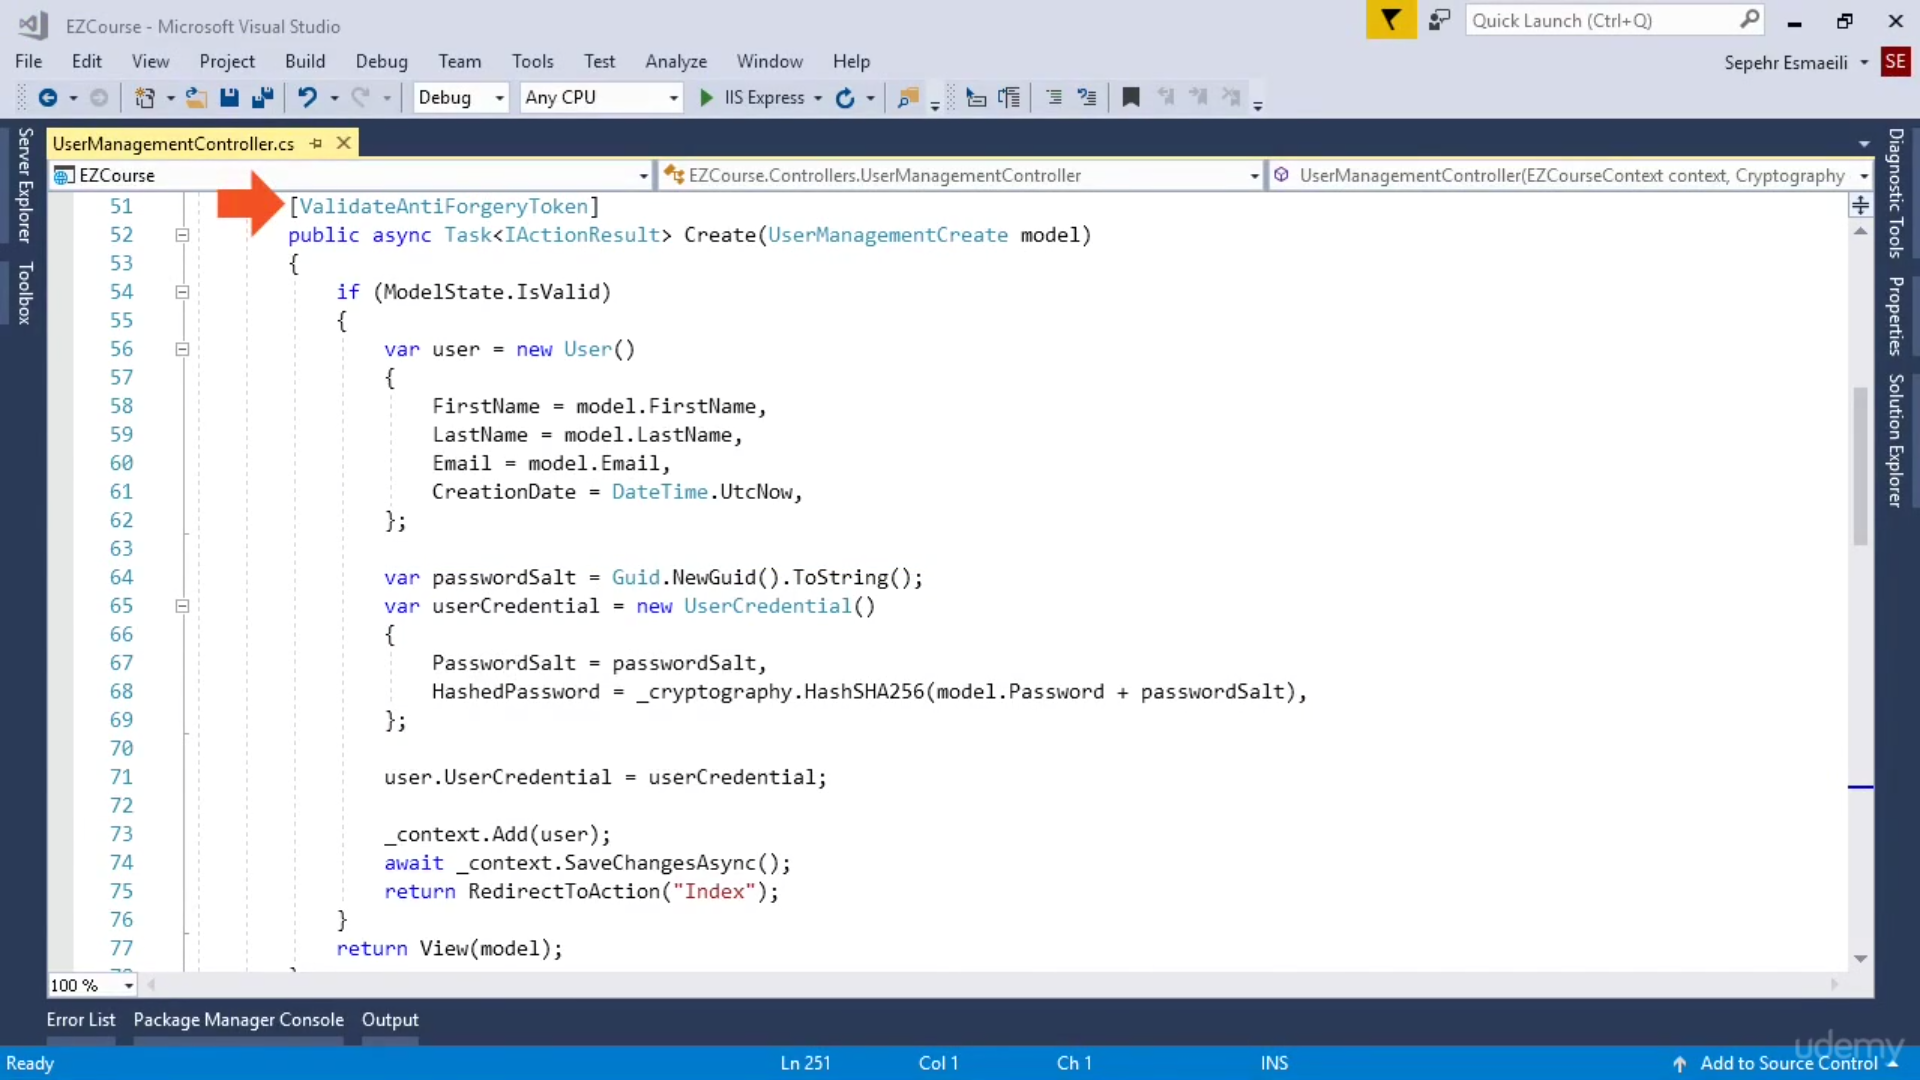 EZCourse - Microsoft Visual Studio
Quick Launch (Ctrl+Q)
File Edit View Project Build Debug Team Tools Test Analyze Window Help
Sepehr Esmaeili SE
Debug Any CPU IIS Express
Server Explorer
Toolbox
UserManagementController.cs
EZCourse EZCourse.Controllers.UserManagementController UserManagementController(EZCourseContext context, Cryptography
51 [ValidateAntiForgeryToken]
52 public async Task<IActionResult> Create(UserManagementCreate model)
53 {
54 if (ModelState.IsValid)
55 {
56 var user = new User()
57 {
58 FirstName = model.FirstName,
59 LastName = model.LastName,
60 Email = model.Email,
61 CreationDate = DateTime.UtcNow,
62 };
63
64 var passwordSalt = Guid.NewGuid().ToString();
65 var userCredential = new UserCredential()
66 {
67 PasswordSalt = passwordSalt,
68 HashedPassword = _cryptography.HashSHA256(model.Password + passwordSalt),
69 };
70
71 user.UserCredential = userCredential;
72
73 _context.Add(user);
74 await _context.SaveChangesAsync();
75 return RedirectToAction("Index");
76 }
77 return View(model);
Diagnostic Tools
Properties
Solution Explorer
100 %
Error List Package Manager Console Output
Ready Ln 251 Col 1 Ch 1 INS Add to Source Control
udemy